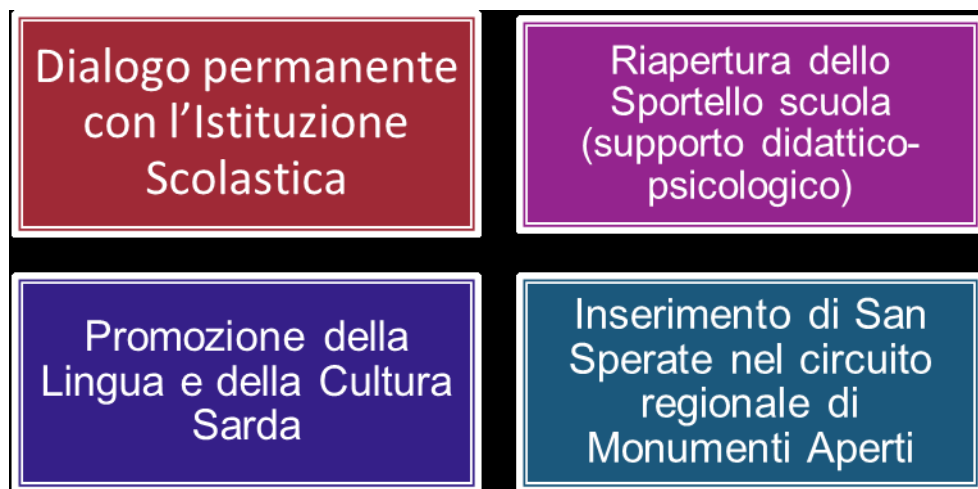 Dialogo permanente
con l’Istituzione
Scolastica
Riapertura dello
Sportello scuola
(supporto didattico-
psicologico)
Promozione della
Lingua e della Cultura
Sarda
Inserimento di San
Sperate nel circuito
regionale di
Monumenti Aperti